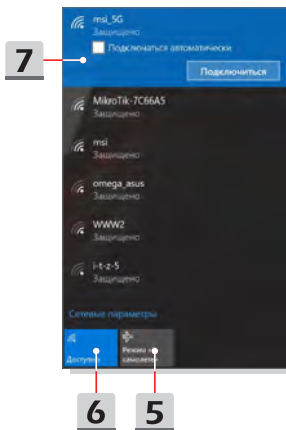 msi_5G
Защищено
Подключаться автоматически
7
Подключиться
MikroTik-7C66A5
Защищено
msi
Защищено
omega_asus
Защищено
WWW2
Защищено
i-t-z-5
Защищено
Сетевые параметры
Доступно
Режим "в
самолете"
6
5